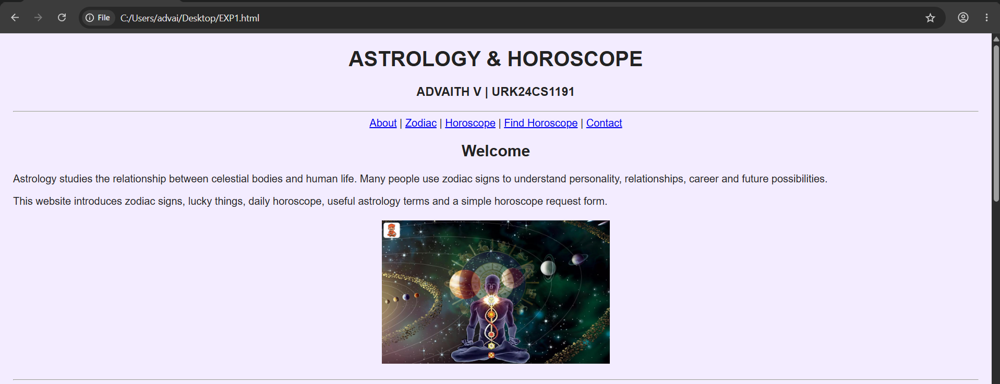 File
C:/Users/advai/Desktop/EXP1.html
ASTROLOGY & HOROSCOPE
ADVAITH V | URK24CS1191
About | Zodiac | Horoscope | Find Horoscope | Contact
Welcome
Astrology studies the relationship between celestial bodies and human life. Many people use zodiac signs to understand personality, relationships, career and future possibilities.
This website introduces zodiac signs, lucky things, daily horoscope, useful astrology terms and a simple horoscope request form.